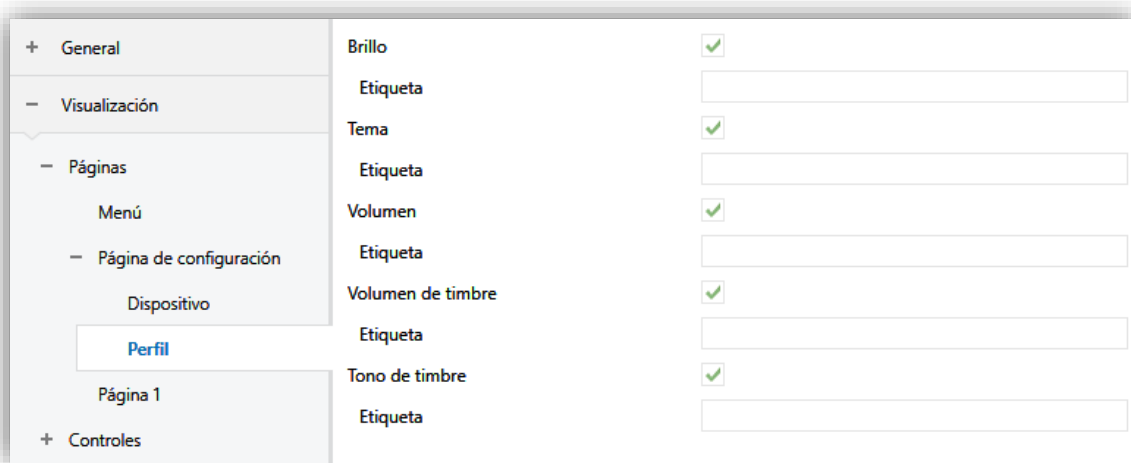 General
Visualización
Páginas
Menú
Página de configuración
Dispositivo
Perfil
Página 1
Controles
Brillo
Etiqueta
Tema
Etiqueta
Volumen
Etiqueta
Volumen de timbre
Etiqueta
Tono de timbre
Etiqueta